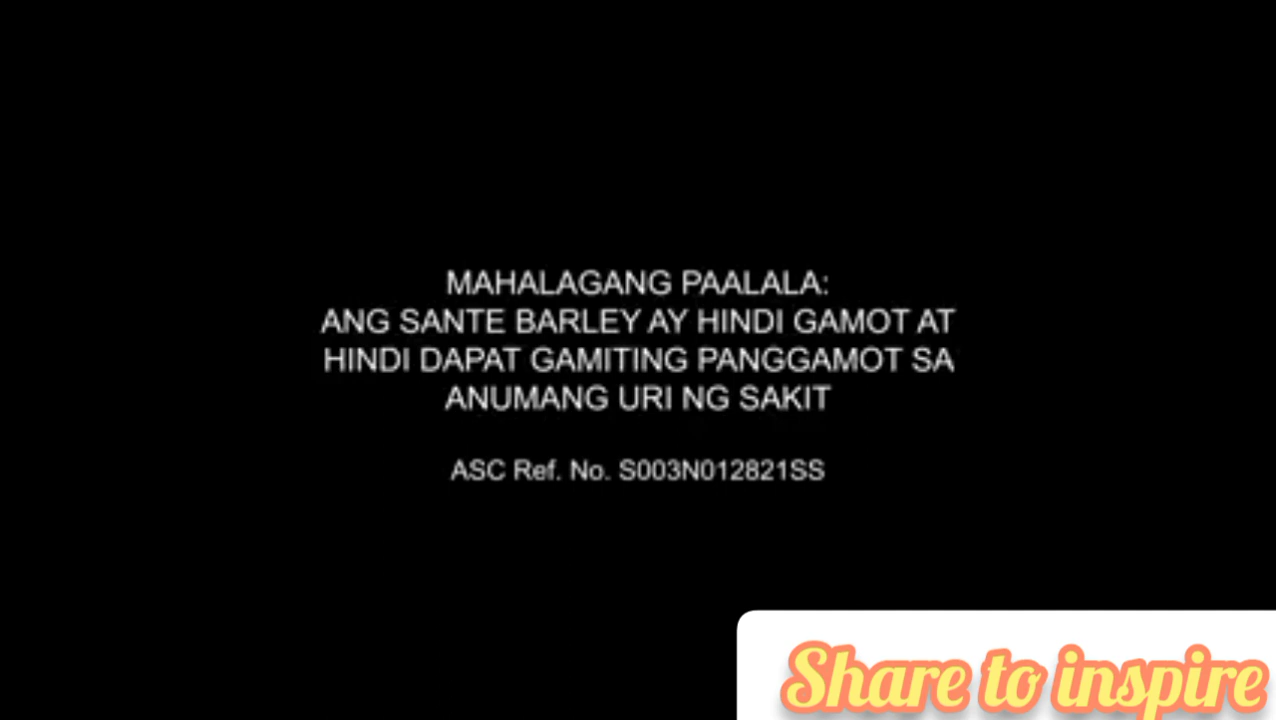 MAHALAGANG PAALALA:
ANG SANTE BARLEY AY HINDI GAMOT AT
HINDI DAPAT GAMITING PANGGAMOT SA
ANUMANG URI NG SAKIT
ASC Ref. No. S003N012821SS
Share to inspire